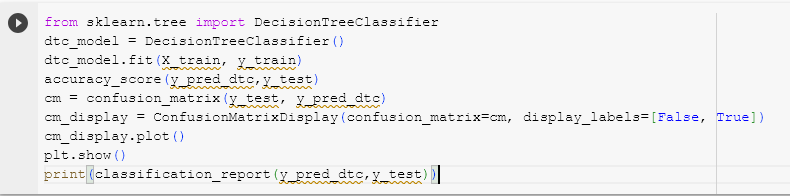 from sklearn.tree import DecisionTreeClassifier
dtc_model = DecisionTreeClassifier()
dtc_model.fit(X_train, y_train)
accuracy_score(y_pred_dtc,y_test)
cm = confusion_matrix(y_test, y_pred_dtc)
cm_display = ConfusionMatrixDisplay(confusion_matrix=cm, display_labels=[False, True])
cm_display.plot()
plt.show()
print(classification_report(y_pred_dtc,y_test))